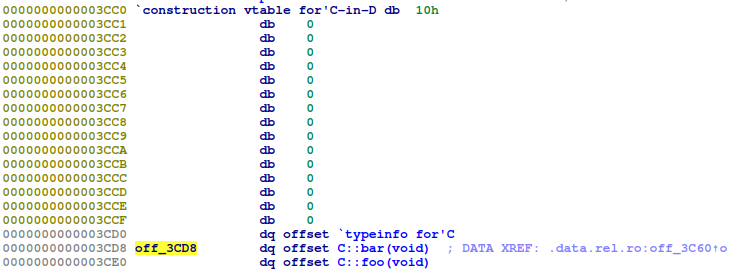 0000000000003CC0 `construction vtable for'C-in-D db 10h
0000000000003CC1 db 0
0000000000003CC2 db 0
0000000000003CC3 db 0
0000000000003CC4 db 0
0000000000003CC5 db 0
0000000000003CC6 db 0
0000000000003CC7 db 0
0000000000003CC8 db 0
0000000000003CC9 db 0
0000000000003CCA db 0
0000000000003CCB db 0
0000000000003CCC db 0
0000000000003CCD db 0
0000000000003CCE db 0
0000000000003CCF db 0
0000000000003CD0 dq offset `typeinfo for'C
0000000000003CD8 off_3CD8 dq offset C::bar(void) ; DATA XREF: .data.rel.ro:off_3C60↑o
0000000000003CE0 dq offset C::foo(void)